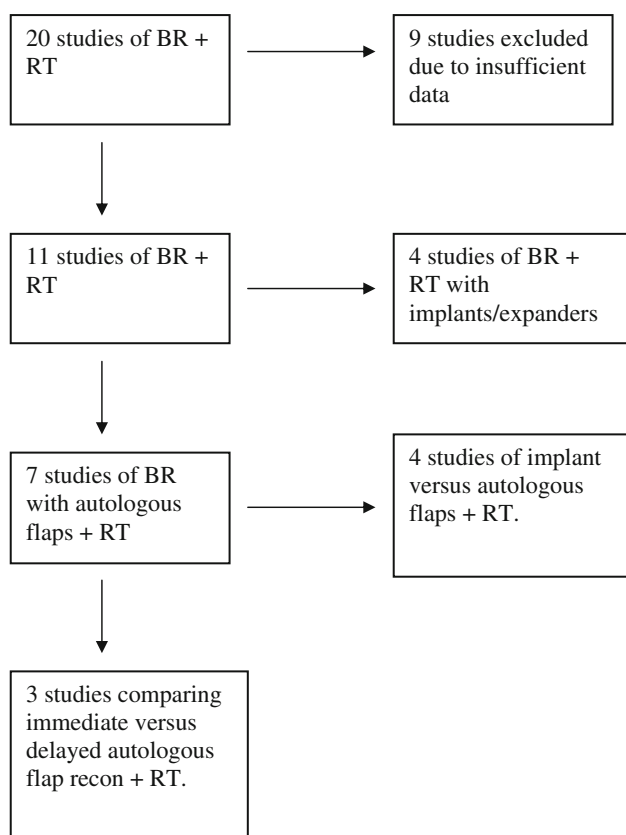 20 studies of BR +
RT
9 studies excluded
due to insufficient
data
11 studies of BR +
RT
4 studies of BR +
RT with
implants/expanders
7 studies of BR
with autologous
flaps + RT
4 studies of implant
versus autologous
flaps + RT.
3 studies comparing
immediate versus
delayed autologous
flap recon + RT.